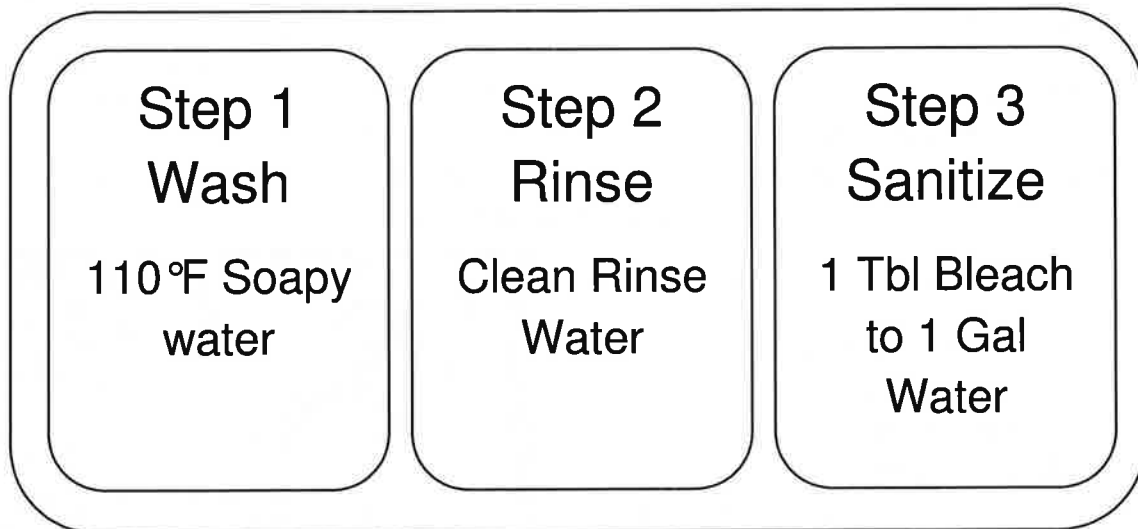 Step 1
Wash
110°F Soapy
water
Step 2
Rinse
Clean Rinse
Water
Step 3
Sanitize
1 Tbl Bleach
to 1 Gal
Water